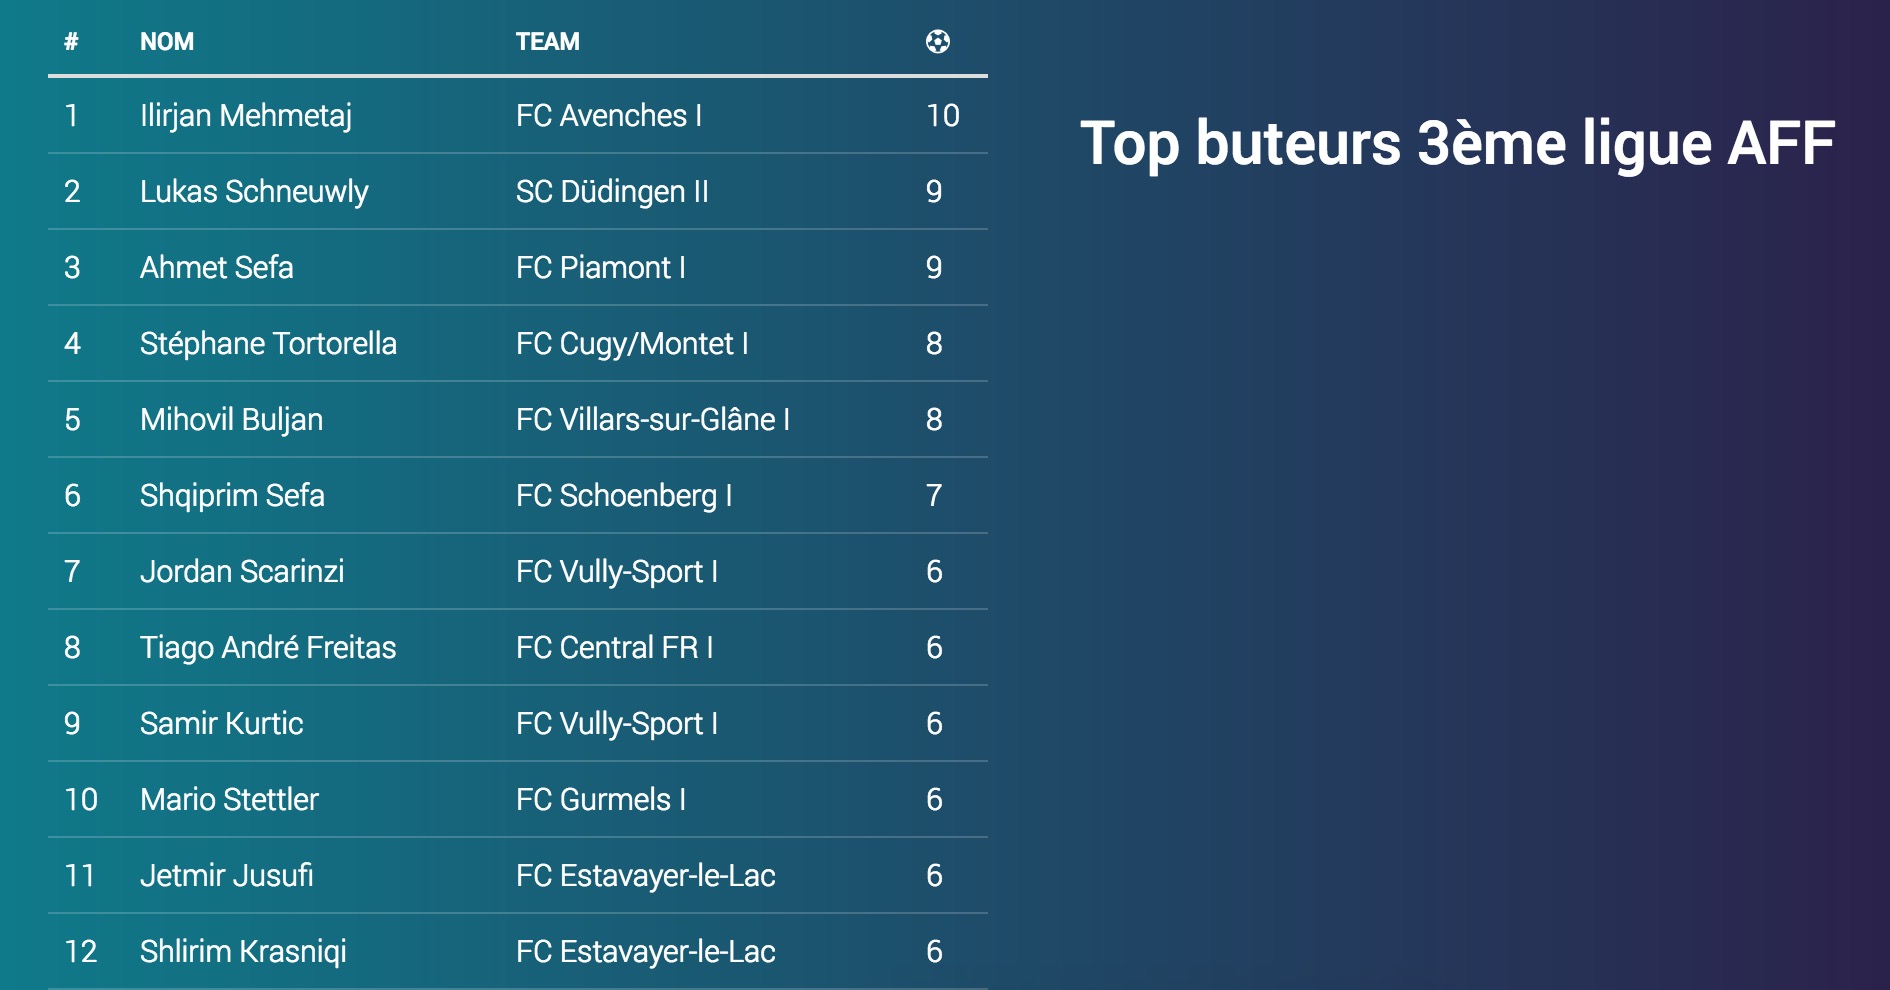 # NOM TEAM
1 Ilirjan Mehmetaj FC Avenches I 10
2 Lukas Schneuwly SC Düdingen II 9
3 Ahmet Sefa FC Piamont I 9
4 Stéphane Tortorella FC Cugy/Montet I 8
5 Mihovil Buljan FC Villars-sur-Glâne I 8
6 Shqiprim Sefa FC Schoenberg I 7
7 Jordan Scarinzi FC Vully-Sport I 6
8 Tiago André Freitas FC Central FR I 6
9 Samir Kurtic FC Vully-Sport I 6
10 Mario Stettler FC Gurmels I 6
11 Jetmir Jusufi FC Estavayer-le-Lac 6
12 Shlirim Krasniqi FC Estavayer-le-Lac 6
Top buteurs 3ème ligue AFF